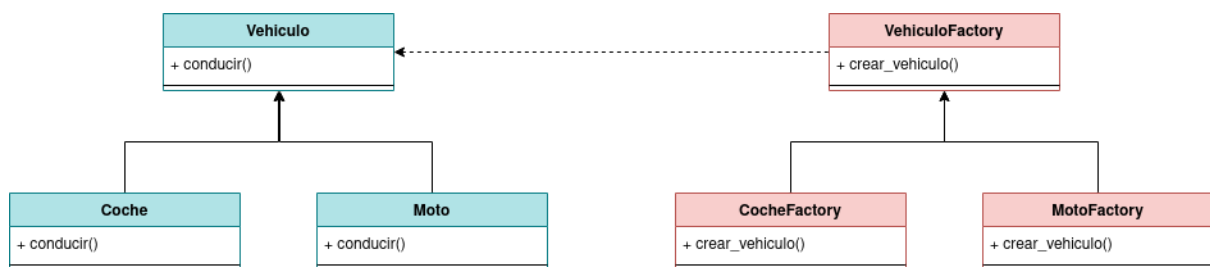 Vehiculo
+ conducir()
VehiculoFactory
+ crear_vehiculo()
Coche
+ conducir()
Moto
+ conducir()
CocheFactory
+ crear_vehiculo()
MotoFactory
+ crear_vehiculo()